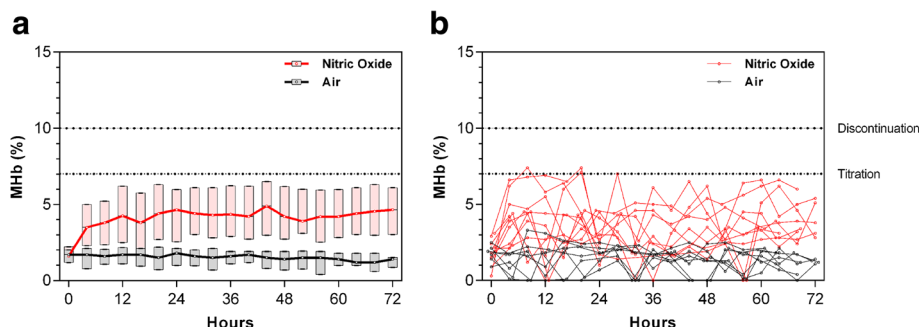 a
15
10
5
0
MHb (%)
Nitric Oxide
Air
0 12 24 36 48 60 72
Hours
b
15
10
5
0
MHb (%)
Nitric Oxide
Air
Discontinuation
Titration
0 12 24 36 48 60 72
Hours